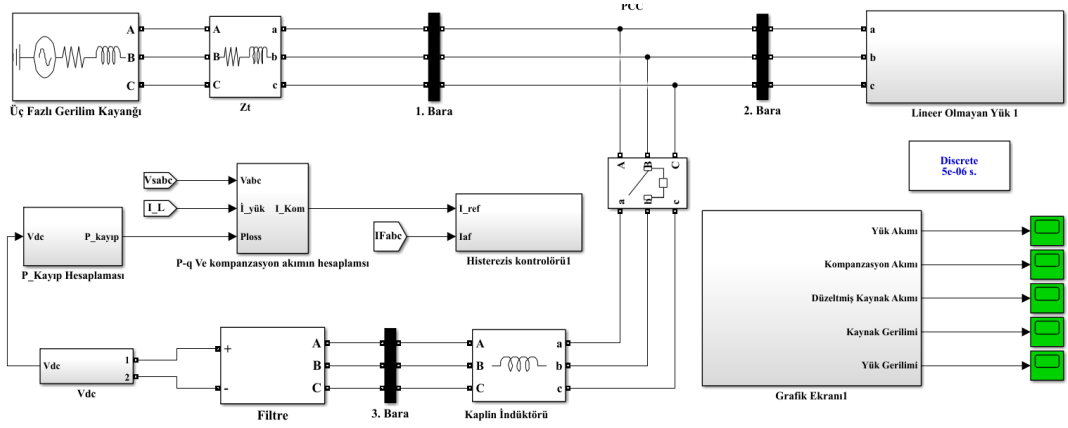 PCC
A A a a
B B b b
C C c c
Üç Fazlı Gerilim Kayanğı
Zt
1. Bara
2. Bara
Lineer Olmayan Yük 1
Discrete
5e-06 s.
A B C
a b c
Vsabc
I_L
Vabc
İ_yük I_Kom
Ploss
P-q Ve kompanzasyon akımın hesaplamsı
Vdc P_kayıp
P_Kayıp Hesaplaması
IFabc
I_ref
Iaf
Histerezis kontrolörü1
Yük Akımı
Kompanzasyon Akımı
Düzeltmiş Kaynak Akımı
Kaynak Gerilimi
Yük Gerilimi
Grafik Ekranı1
Vdc 1
2
Vdc
+ A A a
B B b
- C C c
Filtre
3. Bara
Kaplin İndüktörü